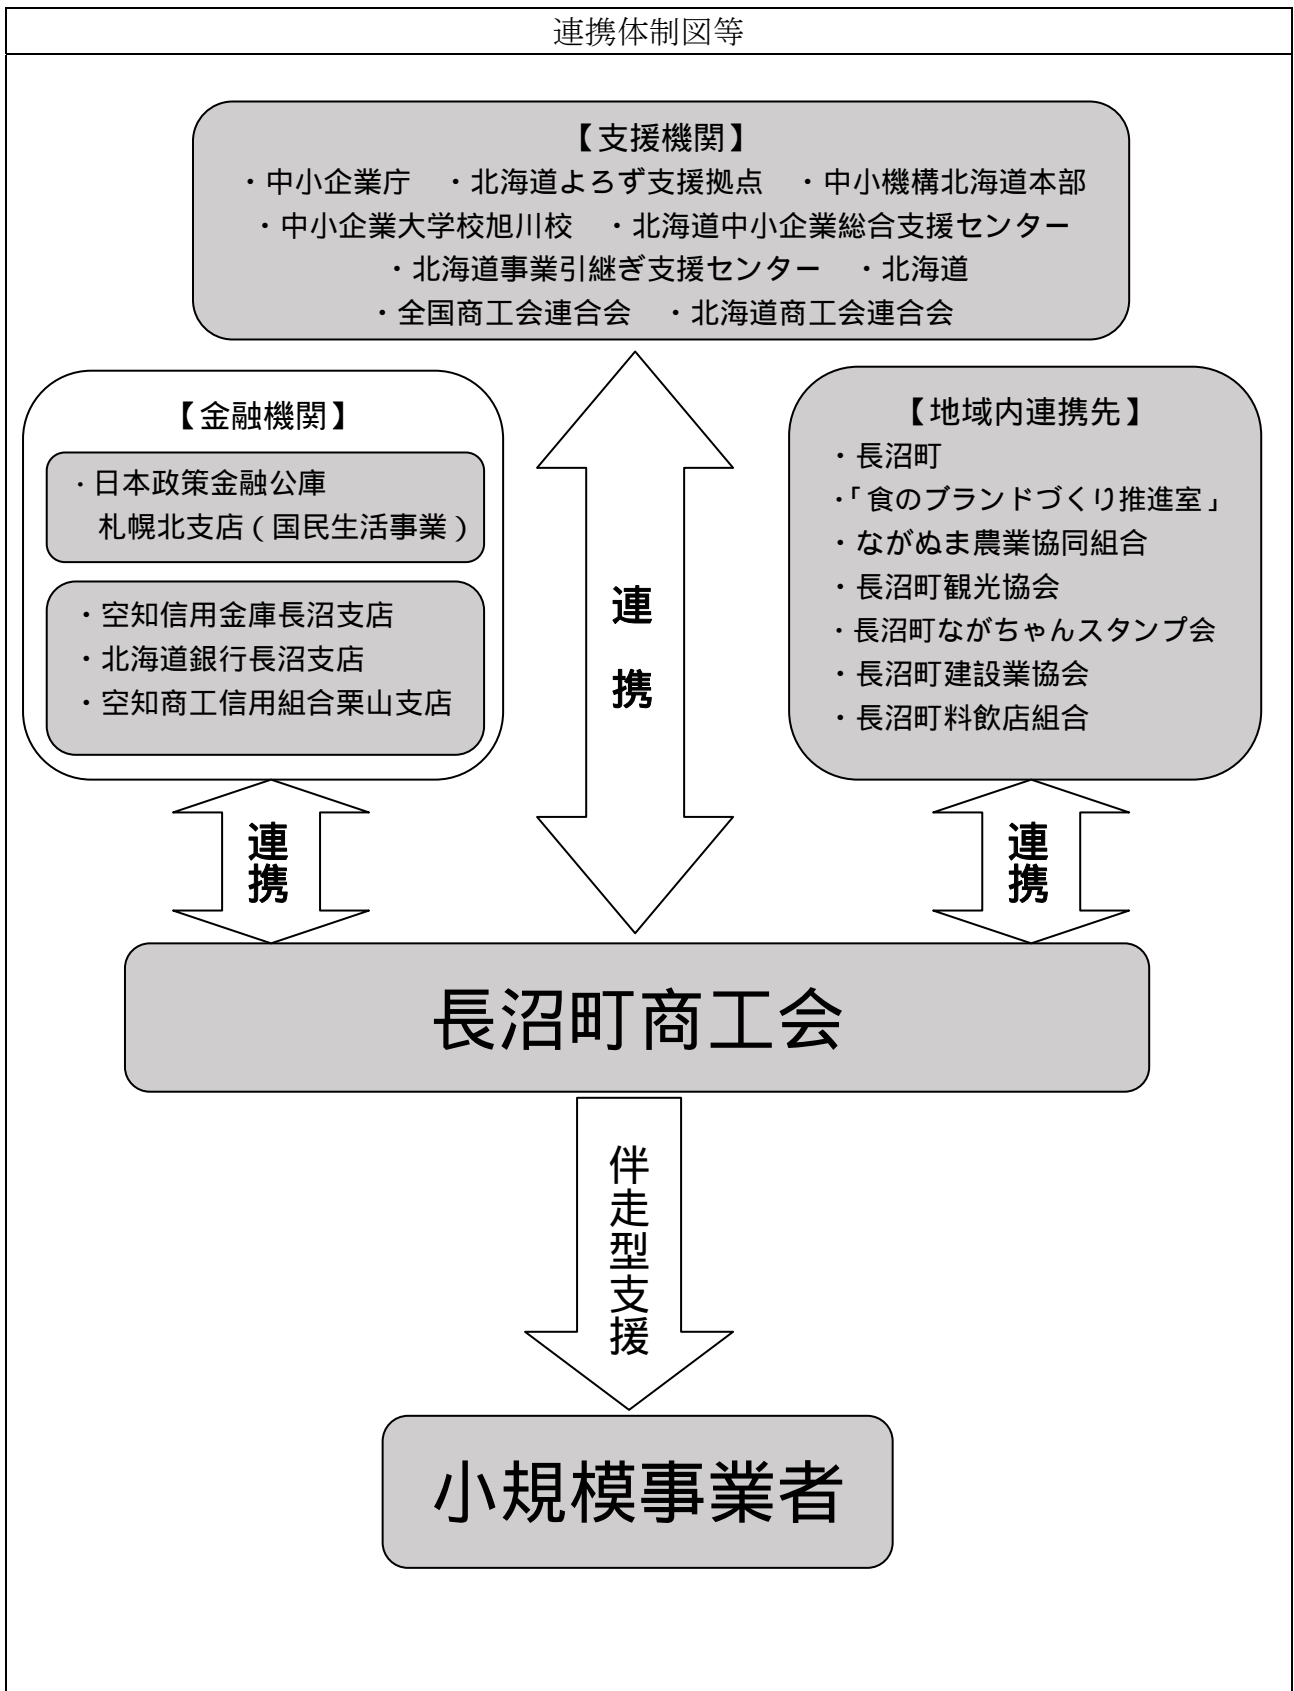 連携体制図等
【支援機関】
・中小企業庁　・北海道よろず支援拠点　・中小機構北海道本部
・中小企業大学校旭川校　・北海道中小企業総合支援センター
・北海道事業引継ぎ支援センター　・北海道
・全国商工会連合会　・北海道商工会連合会
【金融機関】
・日本政策金融公庫
札幌北支店（国民生活事業）
・空知信用金庫長沼支店
・北海道銀行長沼支店
・空知商工信用組合栗山支店
連携
【地域内連携先】
・長沼町
・「食のブランドづくり推進室」
・ながぬま農業協同組合
・長沼町観光協会
・長沼町ながちゃんスタンプ会
・長沼町建設業協会
・長沼町料飲店組合
連携
連携
長沼町商工会
伴走型支援
小規模事業者